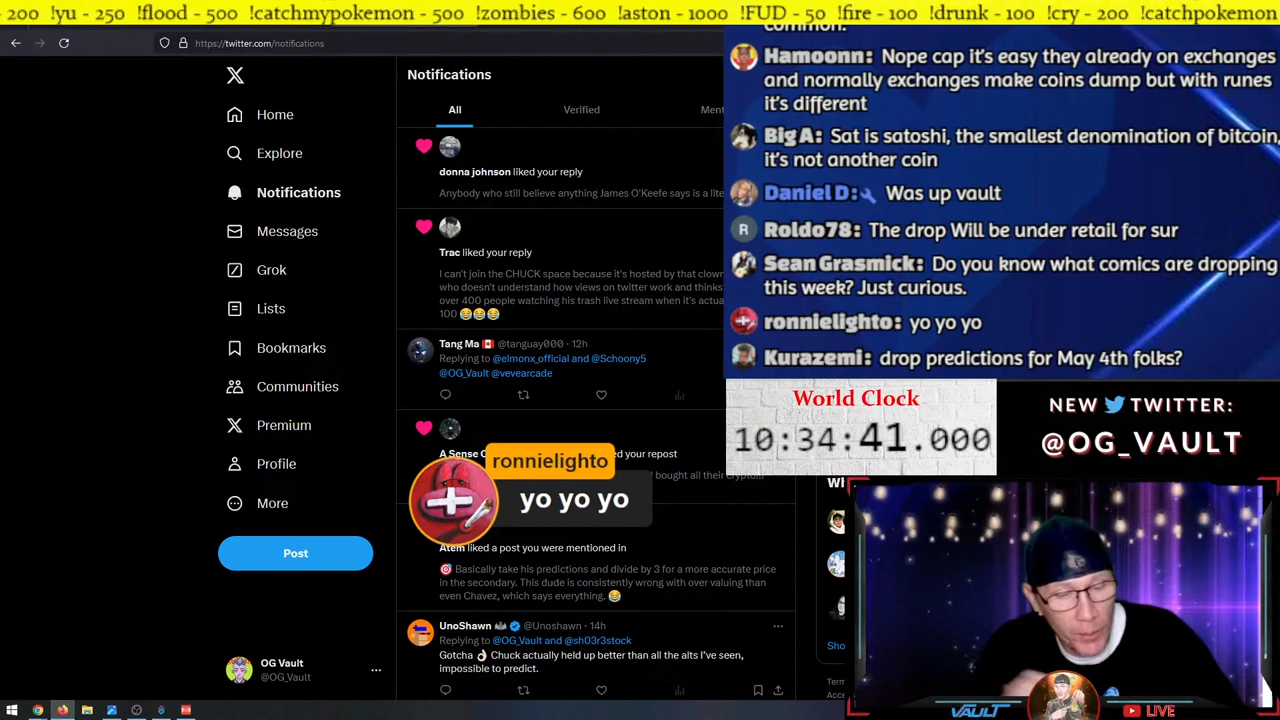 200 !yu - 250 !flood - 500 !catchmypokemon - 500 !zombies - 600 !aston - 1000 !FUD - 50 !fire - 100 !drunk - 100 !cry - 200 !catchpokemon
https://twitter.com/notifications
Home
Explore
Notifications
Messages
Grok
Lists
Bookmarks
Communities
Premium
Profile
More
Post
OG Vault
@OG_Vault
Notifications
All
Verified
Ment
donna johnson liked your reply
Anybody who still believe anything James O'Keefe says is a lite
Trac liked your reply
I can't join the CHUCK space because it's hosted by that clown
who doesn't understand how views on twitter work and thinks
over 400 people watching his trash live stream when it's actua
100 😂😂😂
Tang Ma 🇨🇦 @tanguay000 · 12h
Replying to @elmonx_official and @Schoony5
@OG_Vault @vevearcade
A Sense
ed your repost
bought all their crypto...
ronnielighto
yo yo yo
Atem liked a post you were mentioned in
🎯 Basically take his predictions and divide by 3 for a more accurate price
in the secondary. This dude is consistently wrong with over valuing than
even Chavez, which says everything. 😂
UnoShawn @Unoshawn · 14h
Replying to @OG_Vault and @sh03r3stock
Gotcha 👌🏻 Chuck actually held up better than all the alts I've seen,
impossible to predict.
Sho
Term
Acce
common.
Hamoonn: Nope cap it's easy they already on exchanges
and normally exchanges make coins dump but with runes
it's different
Big A: Sat is satoshi, the smallest denomination of bitcoin,
it's not another coin
Daniel D: Was up vault
R
Roldo78: The drop Will be under retail for sur
Sean Grasmick: Do you know what comics are dropping
this week? Just curious.
ronnielighto: yo yo yo
Kurazemi: drop predictions for May 4th folks?
World Clock
10:34:41.000
NEW TWITTER:
@OG_VAULT
VAULT
LIVE